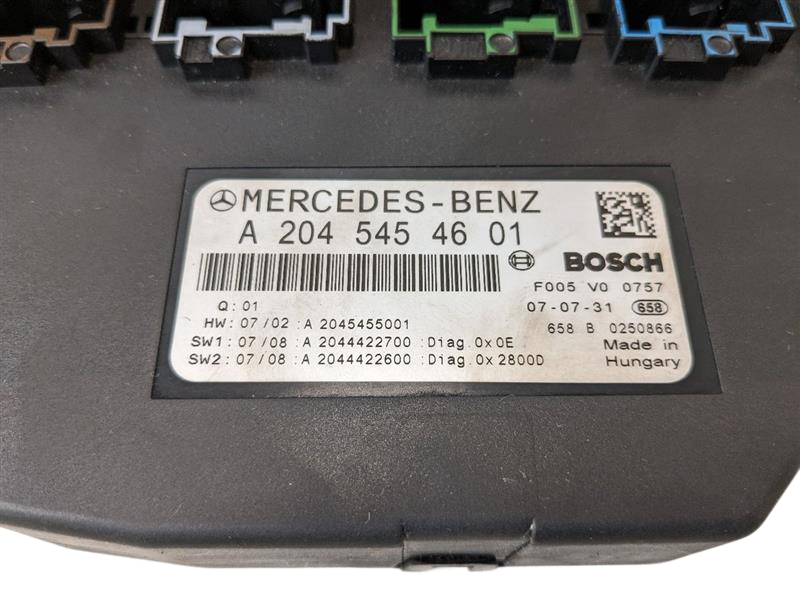 MERCEDES-BENZ
A 204 545 46 01
BOSCH
F005 V0 0757
Q: 01
07-07-31 658
HW: 07/02 :A 2045455001
658 B 0250866
SW1: 07/08 :A 2044422700 :Diag.0x0E
Made in
SW2: 07/08 :A 2044422600 :Diag.0x2800D
Hungary